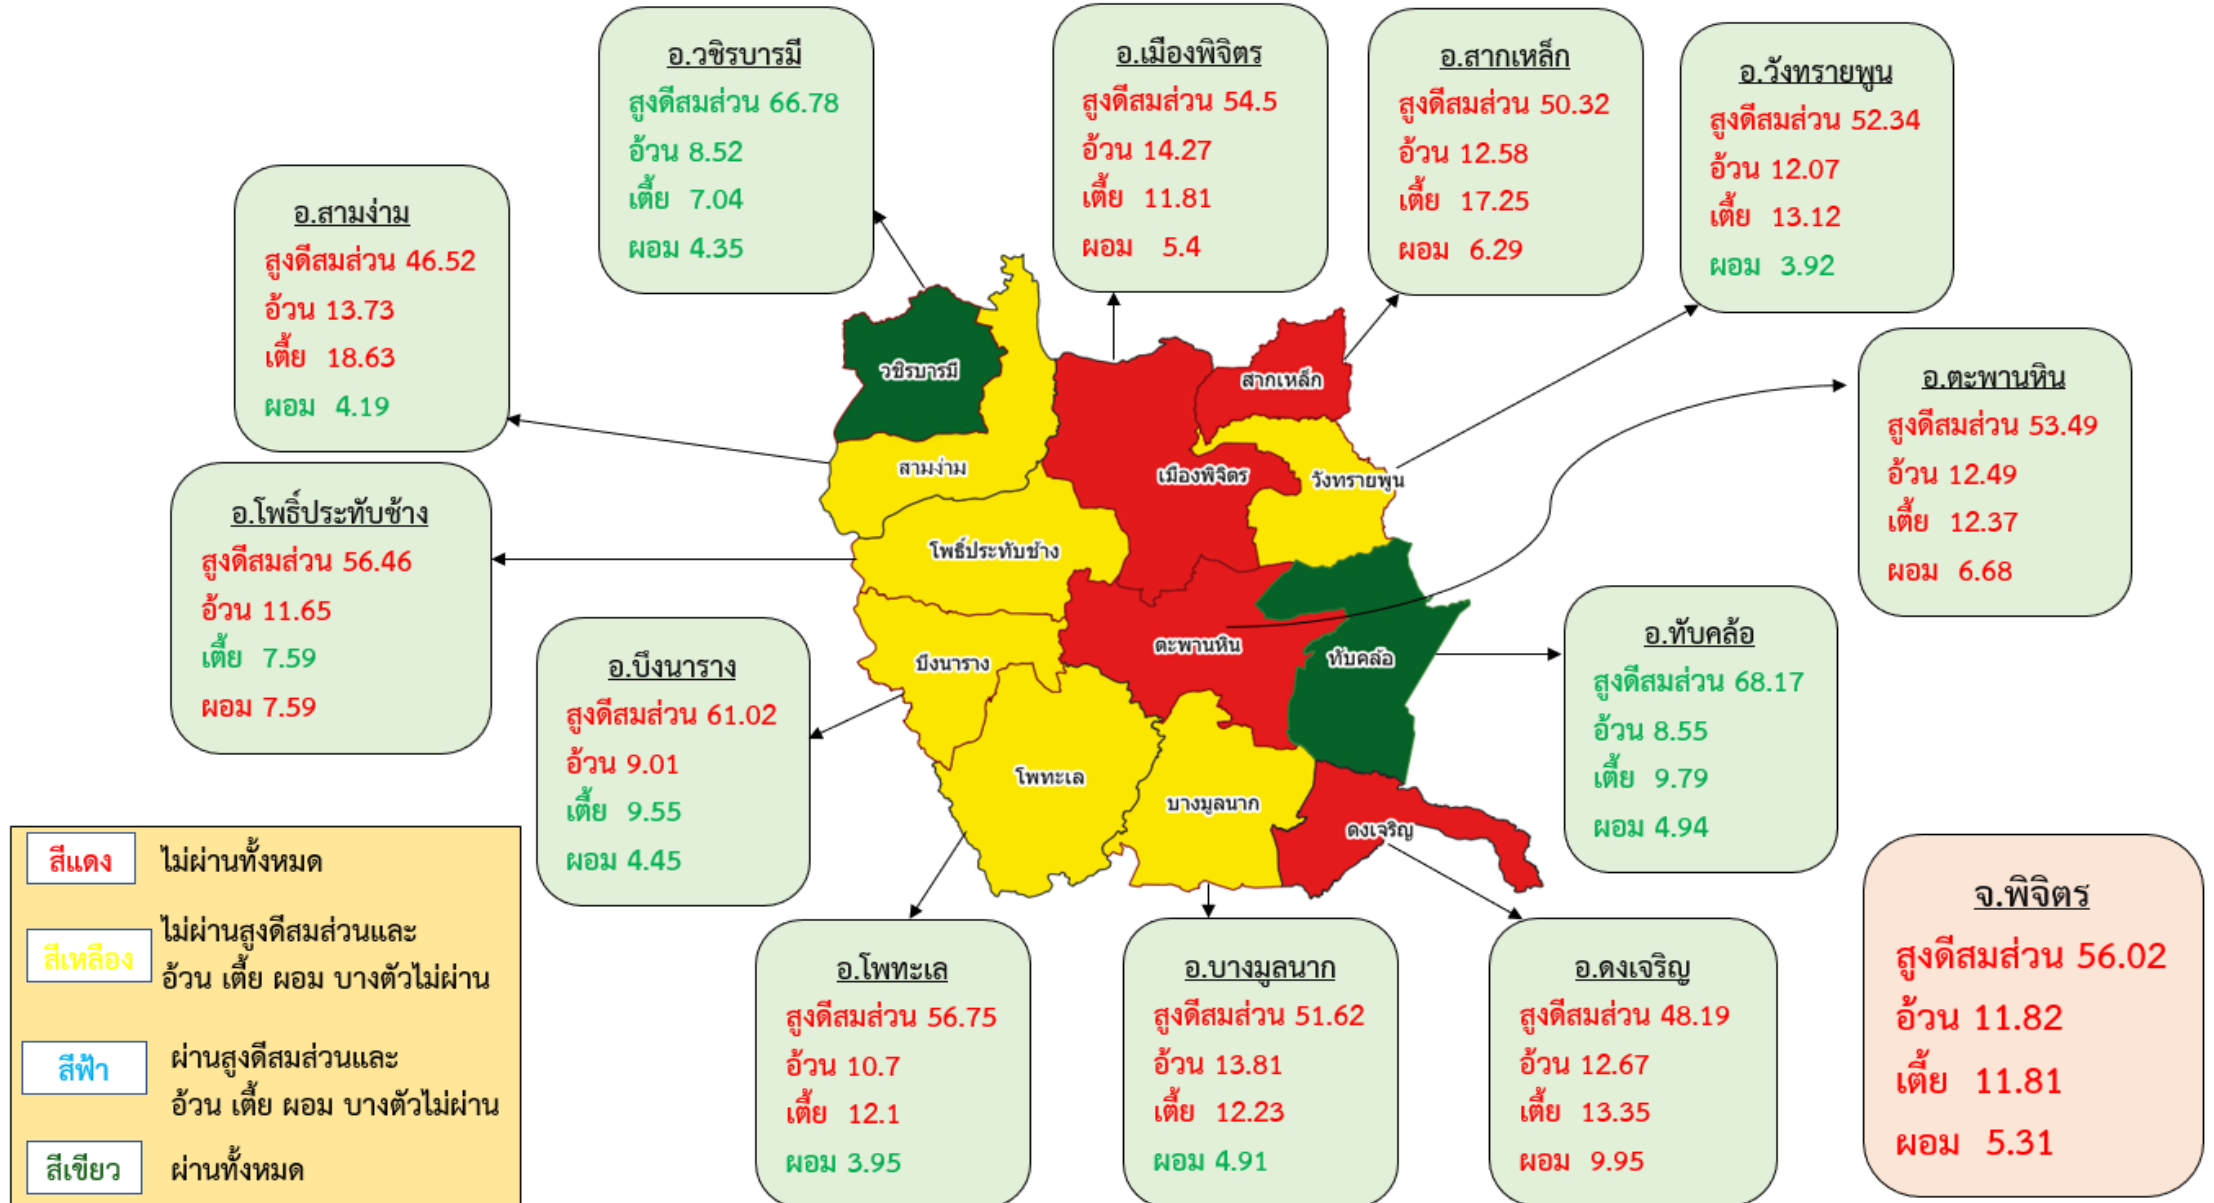 อ.วชิรบารมี
สูงดีสมส่วน 66.78
อ้วน 8.52
เตี้ย 7.04
ผอม 4.35
อ.เมืองพิจิตร
สูงดีสมส่วน 54.5
อ้วน 14.27
เตี้ย 11.81
ผอม 5.4
อ.สากเหล็ก
สูงดีสมส่วน 50.32
อ้วน 12.58
เตี้ย 17.25
ผอม 6.29
อ.วังทรายพูน
สูงดีสมส่วน 52.34
อ้วน 12.07
เตี้ย 13.12
ผอม 3.92
อ.สามง่าม
สูงดีสมส่วน 46.52
อ้วน 13.73
เตี้ย 18.63
ผอม 4.19
อ.ตะพานหิน
สูงดีสมส่วน 53.49
อ้วน 12.49
เตี้ย 12.37
ผอม 6.68
อ.โพธิ์ประทับช้าง
สูงดีสมส่วน 56.46
อ้วน 11.65
เตี้ย 7.59
ผอม 7.59
วชิรบารมี
สากเหล็ก
สามง่าม
เมืองพิจิตร
วังทรายพูน
โพธิ์ประทับช้าง
ตะพานหิน
บึงนาราง
ทับคล้อ
โพทะเล
บางมูลนาก
ดงเจริญ
อ.บึงนาราง
สูงดีสมส่วน 61.02
อ้วน 9.01
เตี้ย 9.55
ผอม 4.45
อ.ทับคล้อ
สูงดีสมส่วน 68.17
อ้วน 8.55
เตี้ย 9.79
ผอม 4.94
สีแดง ไม่ผ่านทั้งหมด
สีเหลือง ไม่ผ่านสูงดีสมส่วนและ
อ้วน เตี้ย ผอม บางตัวไม่ผ่าน
สีฟ้า ผ่านสูงดีสมส่วนและ
อ้วน เตี้ย ผอม บางตัวไม่ผ่าน
สีเขียว ผ่านทั้งหมด
อ.โพทะเล
สูงดีสมส่วน 56.75
อ้วน 10.7
เตี้ย 12.1
ผอม 3.95
อ.บางมูลนาก
สูงดีสมส่วน 51.62
อ้วน 13.81
เตี้ย 12.23
ผอม 4.91
อ.ดงเจริญ
สูงดีสมส่วน 48.19
อ้วน 12.67
เตี้ย 13.35
ผอม 9.95
จ.พิจิตร
สูงดีสมส่วน 56.02
อ้วน 11.82
เตี้ย 11.81
ผอม 5.31